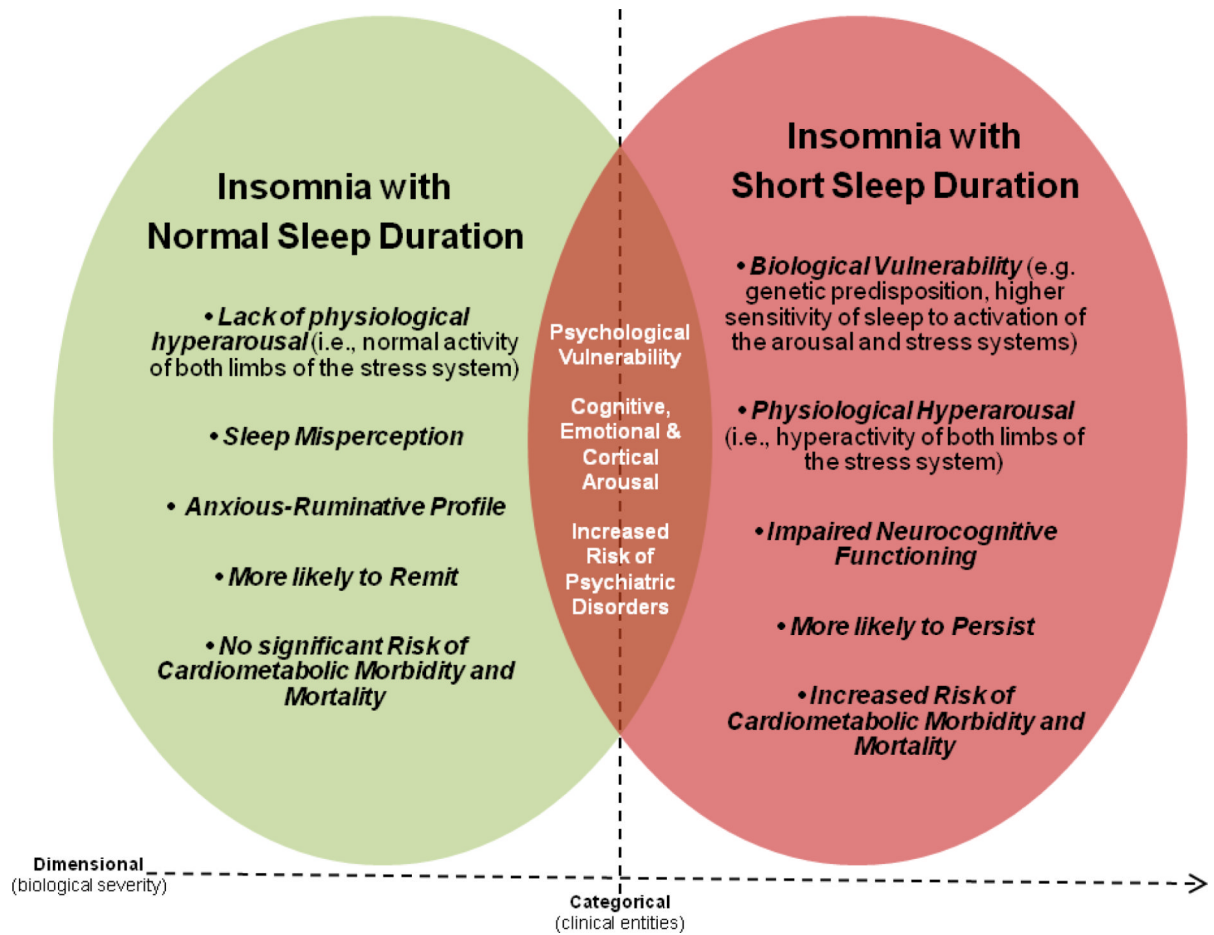 Insomnia with
Normal Sleep Duration
• Lack of physiological
hyperarousal (i.e., normal activity
of both limbs of the stress system)
• Sleep Misperception
• Anxious-Ruminative Profile
• More likely to Remit
• No significant Risk of
Cardiometabolic Morbidity and
Mortality
Psychological
Vulnerability
Cognitive,
Emotional &
Cortical
Arousal
Increased
Risk of
Psychiatric
Disorders
Insomnia with
Short Sleep Duration
• Biological Vulnerability (e.g.
genetic predisposition, higher
sensitivity of sleep to activation of
the arousal and stress systems)
• Physiological Hyperarousal
(i.e., hyperactivity of both limbs of
the stress system)
• Impaired Neurocognitive
Functioning
• More likely to Persist
• Increased Risk of
Cardiometabolic Morbidity and
Mortality
Dimensional
(biological severity)
Categorical
(clinical entities)